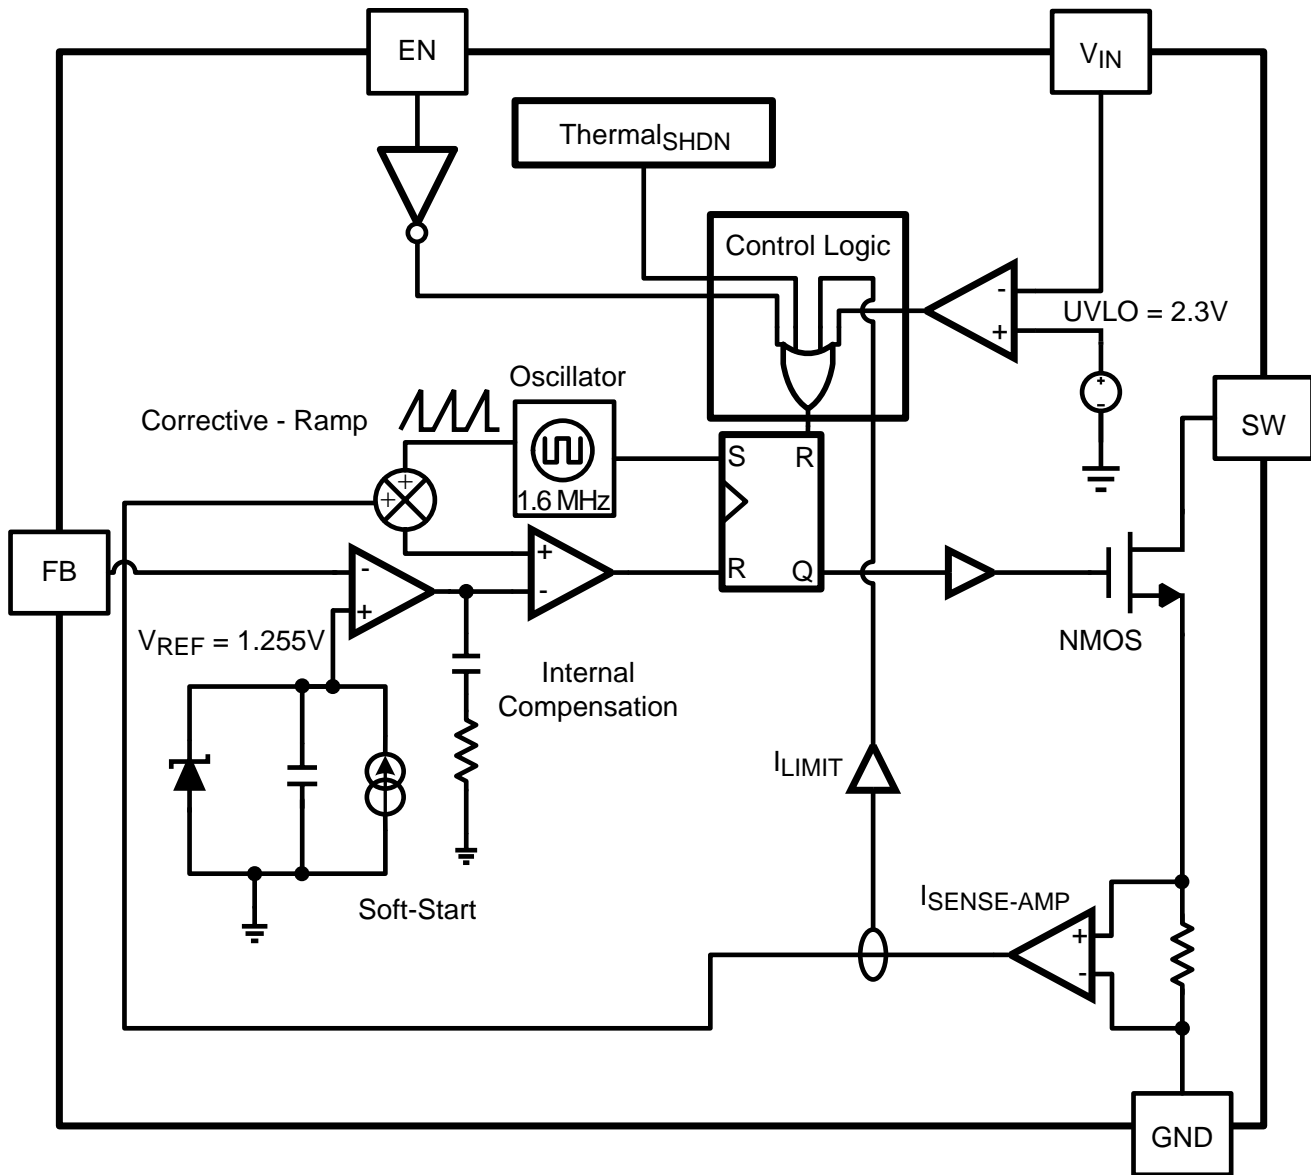 EN
VIN
ThermalSHDN
Control Logic
-
+
UVLO = 2.3V
+
-
Oscillator
Corrective - Ramp
1.6 MHz
+
+
S
R
SW
FB
-
+
+
-
R
Q
VREF = 1.255V
NMOS
Internal
Compensation
ILIMIT
Soft-Start
ISENSE-AMP
+
-
GND